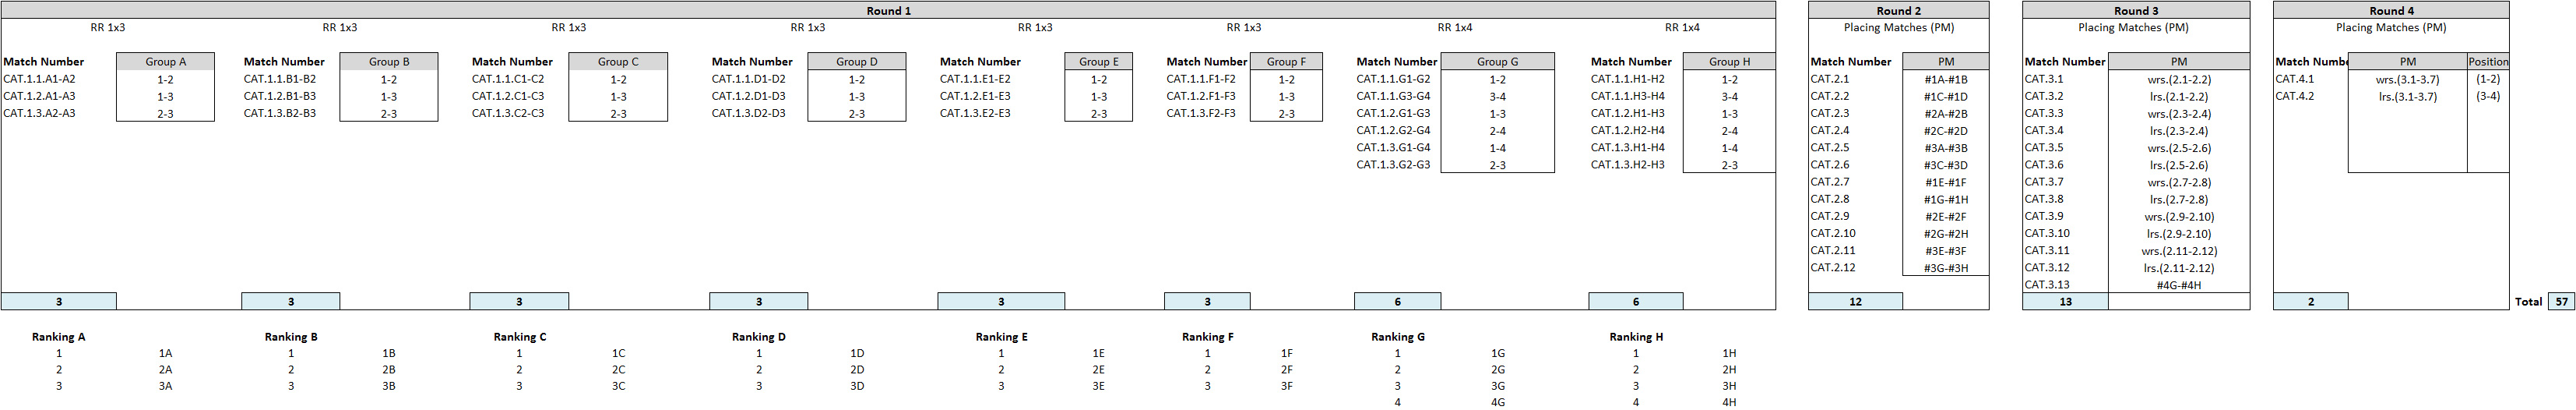 Round 1 Round 2 Round 3 Round 4
RR 1x3 RR 1x3 RR 1x3 RR 1x3 RR 1x3 RR 1x3 RR 1x4 RR 1x4 Placing Matches (PM) Placing Matches (PM) Placing Matches (PM)
Match Number Group A Match Number Group B Match Number Group C Match Number Group D Match Number Group E Match Number Group F Match Number Group G Match Number Group H Match Number PM Match Number PM Match Numbe PM Position
CAT.1.1.A1-A2 1-2 CAT.1.1.B1-B2 1-2 CAT.1.1.C1-C2 1-2 CAT.1.1.D1-D2 1-2 CAT.1.1.E1-E2 1-2 CAT.1.1.F1-F2 1-2 CAT.1.1.G1-G2 1-2 CAT.1.1.H1-H2 1-2 CAT.2.1 #1A-#1B CAT.3.1 wrs.(2.1-2.2) CAT.4.1 wrs.(3.1-3.7) (1-2)
CAT.1.2.A1-A3 1-3 CAT.1.2.B1-B3 1-3 CAT.1.2.C1-C3 1-3 CAT.1.2.D1-D3 1-3 CAT.1.2.E1-E3 1-3 CAT.1.2.F1-F3 1-3 CAT.1.1.G3-G4 3-4 CAT.1.1.H3-H4 3-4 CAT.2.2 #1C-#1D CAT.3.2 lrs.(2.1-2.2) CAT.4.2 lrs.(3.1-3.7) (3-4)
CAT.1.3.A2-A3 2-3 CAT.1.3.B2-B3 2-3 CAT.1.3.C2-C3 2-3 CAT.1.3.D2-D3 2-3 CAT.1.3.E2-E3 2-3 CAT.1.3.F2-F3 2-3 CAT.1.2.G1-G3 1-3 CAT.1.2.H1-H3 1-3 CAT.2.3 #2A-#2B CAT.3.3 wrs.(2.3-2.4)
CAT.1.2.G2-G4 2-4 CAT.1.2.H2-H4 2-4 CAT.2.4 #2C-#2D CAT.3.4 lrs.(2.3-2.4)
CAT.1.3.G1-G4 1-4 CAT.1.3.H1-H4 1-4 CAT.2.5 #3A-#3B CAT.3.5 wrs.(2.5-2.6)
CAT.1.3.G2-G3 2-3 CAT.1.3.H2-H3 2-3 CAT.2.6 #3C-#3D CAT.3.6 lrs.(2.5-2.6)
CAT.2.7 #1E-#1F CAT.3.7 wrs.(2.7-2.8)
CAT.2.8 #1G-#1H CAT.3.8 lrs.(2.7-2.8)
CAT.2.9 #2E-#2F CAT.3.9 wrs.(2.9-2.10)
CAT.2.10 #2G-#2H CAT.3.10 lrs.(2.9-2.10)
CAT.2.11 #3E-#3F CAT.3.11 wrs.(2.11-2.12)
CAT.2.12 #3G-#3H CAT.3.12 lrs.(2.11-2.12)
CAT.3.13 #4G-#4H
3 3 3 3 3 3 6 6 12 13 2 Total 57
Ranking A Ranking B Ranking C Ranking D Ranking E Ranking F Ranking G Ranking H
1 1A 1 1B 1 1C 1 1D 1 1E 1 1F 1 1G 1 1H
2 2A 2 2B 2 2C 2 2D 2 2E 2 2F 2 2G 2 2H
3 3A 3 3B 3 3C 3 3D 3 3E 3 3F 3 3G 3 3H
4 4G 4 4H